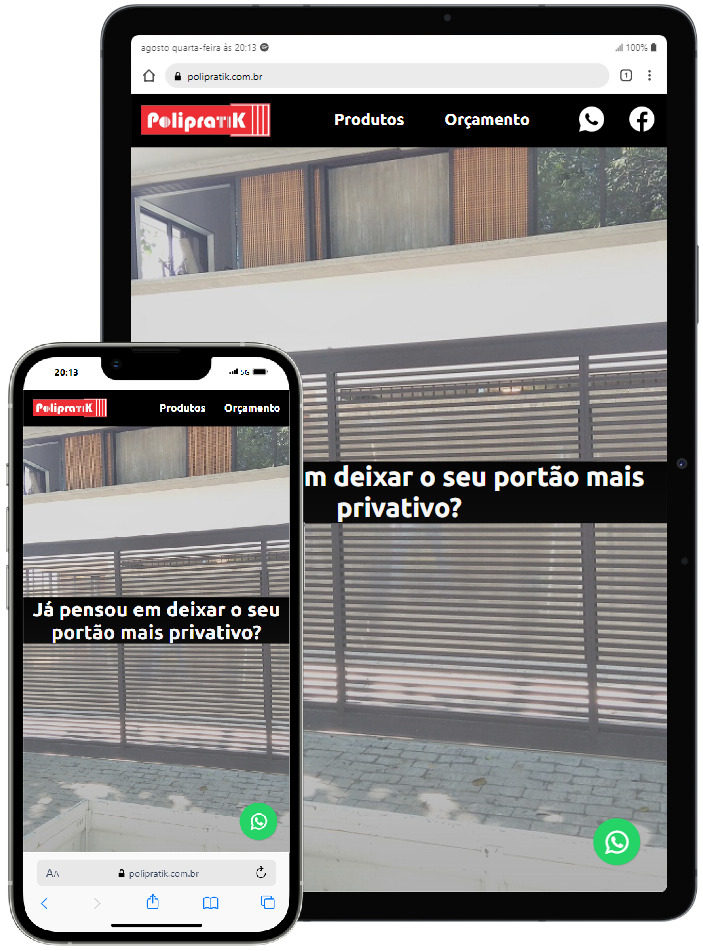 agosto quarta-feira às 20:13
100%
polipratik.com.br
1
PolipratiK
Produtos
Orçamento
m deixar o seu portão mais
privativo?
20:13
5G
PolipratiK
Produtos
Orçamento
Já pensou em deixar o seu
portão mais privativo?
AA
polipratik.com.br